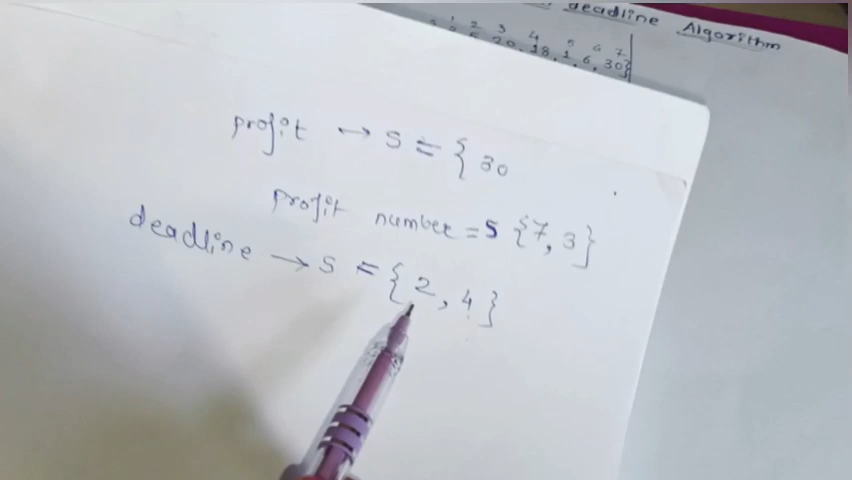 deadline Algorithm
1 2 3 4 5 6 7
5 20, 18, 1, 6, 30}
profit → S = { 30
profit number = S {7, 3}
deadline → S = { 2, 4 }